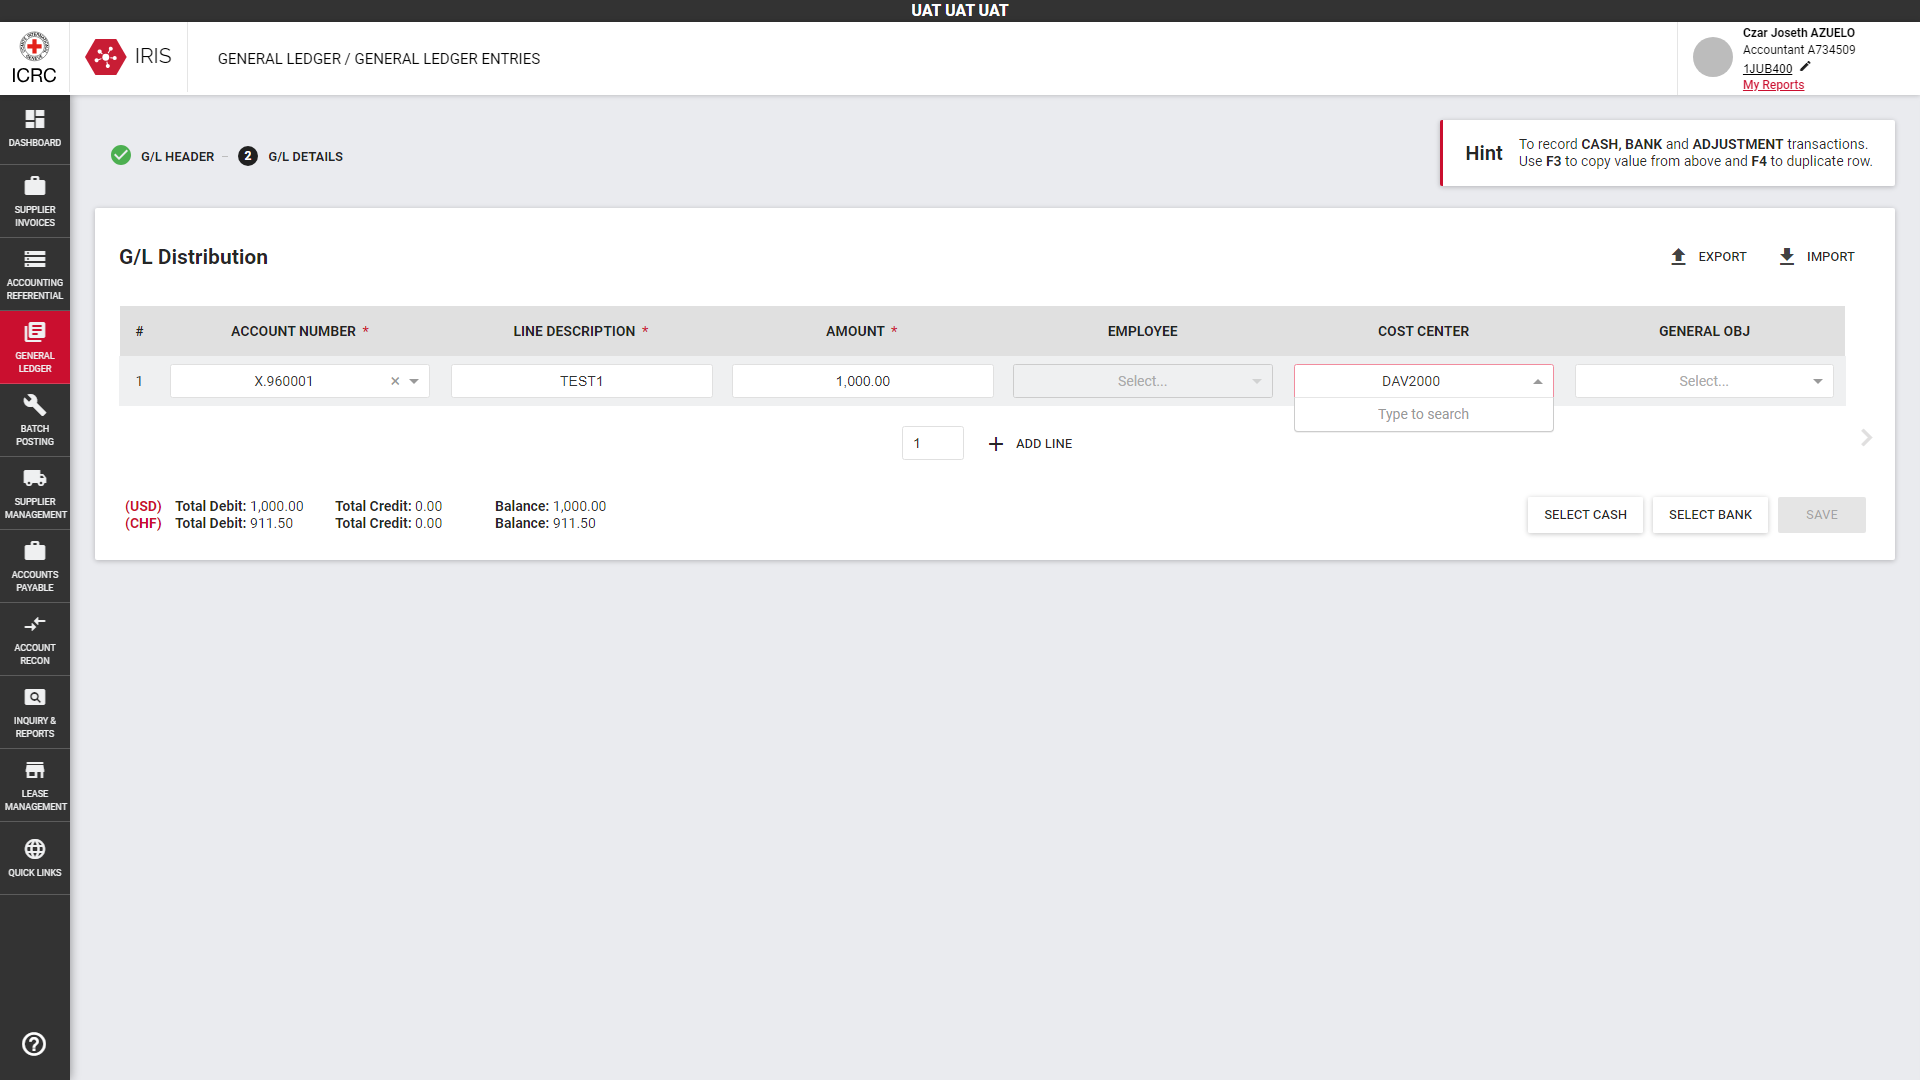 UAT UAT UAT
ICRC
IRIS
GENERAL LEDGER / GENERAL LEDGER ENTRIES
Czar Joseth AZUELO
Accountant A734509
1JUB400
My Reports
DASHBOARD
SUPPLIER
INVOICES
ACCOUNTING
REFERENTIAL
GENERAL
LEDGER
BATCH
POSTING
SUPPLIER
MANAGEMENT
ACCOUNTS
PAYABLE
ACCOUNT
RECON
INQUIRY &
REPORTS
LEASE
MANAGEMENT
QUICK LINKS
G/L HEADER – 2 G/L DETAILS
Hint
To record CASH, BANK and ADJUSTMENT transactions.
Use F3 to copy value from above and F4 to duplicate row.
G/L Distribution
EXPORT IMPORT
# ACCOUNT NUMBER * LINE DESCRIPTION * AMOUNT * EMPLOYEE COST CENTER GENERAL OBJ
1 X.960001 TEST1 1,000.00 Select... DAV2000 Select...
Type to search
1 ADD LINE
(USD) Total Debit: 1,000.00 Total Credit: 0.00 Balance: 1,000.00
(CHF) Total Debit: 911.50 Total Credit: 0.00 Balance: 911.50
SELECT CASH SELECT BANK SAVE